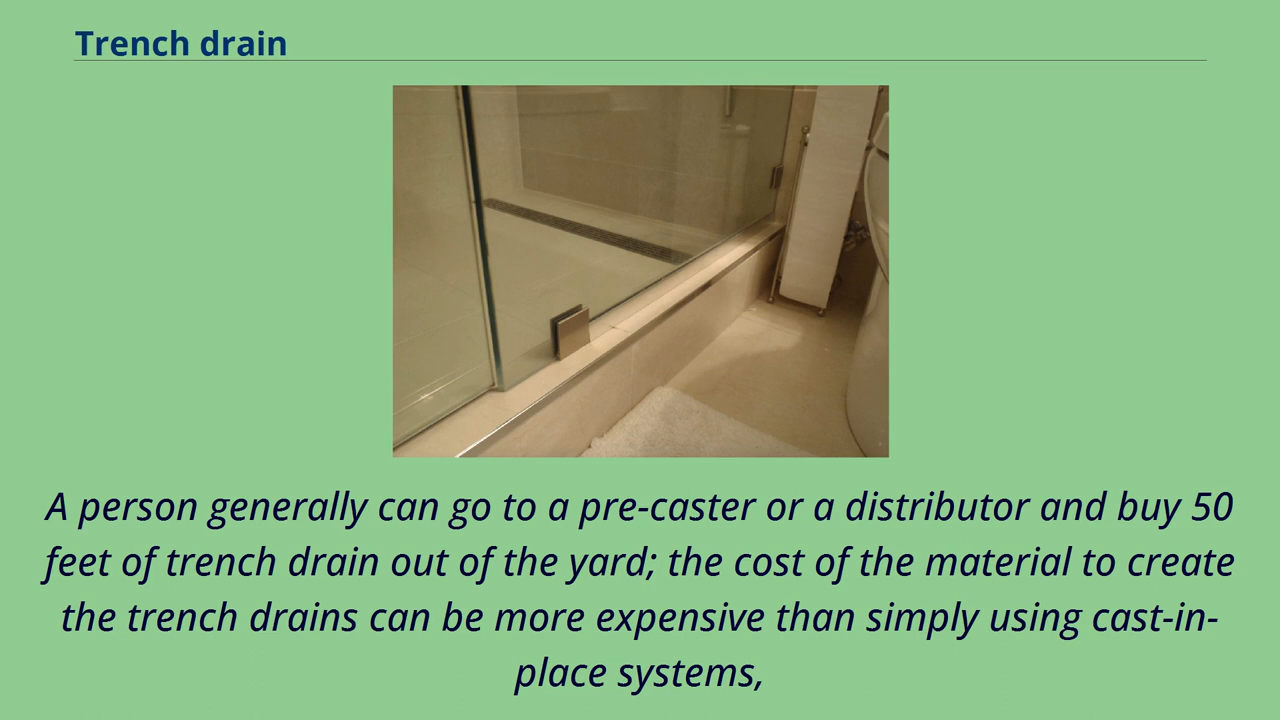 Trench drain
A person generally can go to a pre-caster or a distributor and buy 50
feet of trench drain out of the yard; the cost of the material to create
the trench drains can be more expensive than simply using cast-in-
place systems,